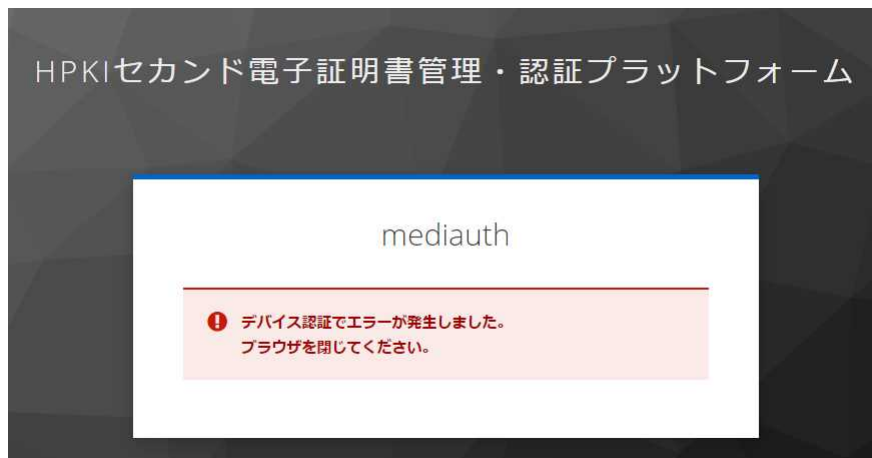 HPKIセカンド電子証明書管理・認証プラットフォーム
mediauth
デバイス認証でエラーが発生しました。
ブラウザを閉じてください。